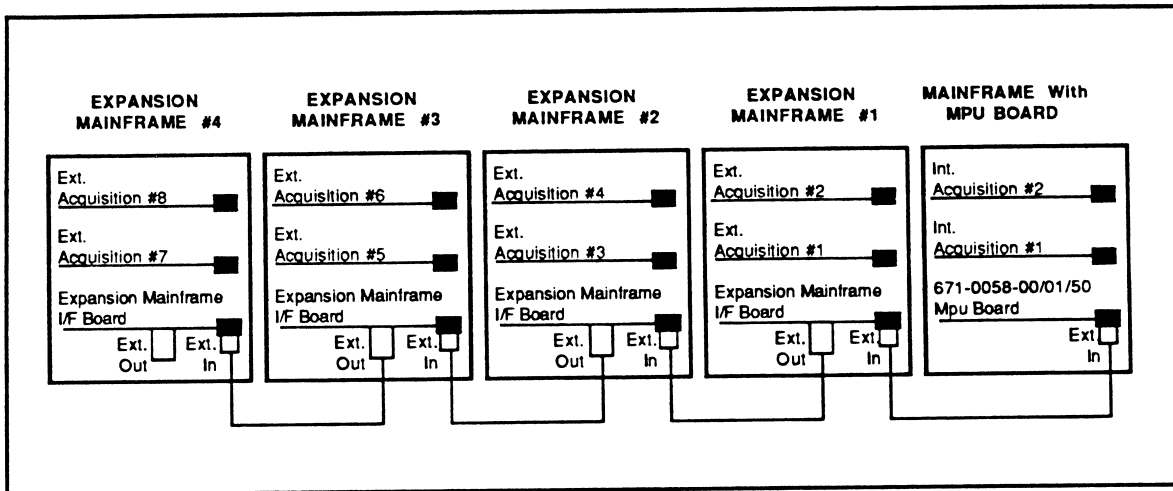 EXPANSION
MAINFRAME #4
EXPANSION
MAINFRAME #3
EXPANSION
MAINFRAME #2
EXPANSION
MAINFRAME #1
MAINFRAME With
MPU BOARD
Ext.
Acquisition #8
Ext.
Acquisition #7
Expansion Mainframe
I/F Board
Ext.
Out
Ext.
In
Ext.
Acquisition #6
Ext.
Acquisition #5
Expansion Mainframe
I/F Board
Ext.
Out
Ext.
In
Ext.
Acquisition #4
Ext.
Acquisition #3
Expansion Mainframe
I/F Board
Ext.
Out
Ext.
In
Ext.
Acquisition #2
Ext.
Acquisition #1
Expansion Mainframe
I/F Board
Ext.
Out
Ext.
In
Int.
Acquisition #2
Int.
Acquisition #1
671-0058-00/01/50
Mpu Board
Ext
In